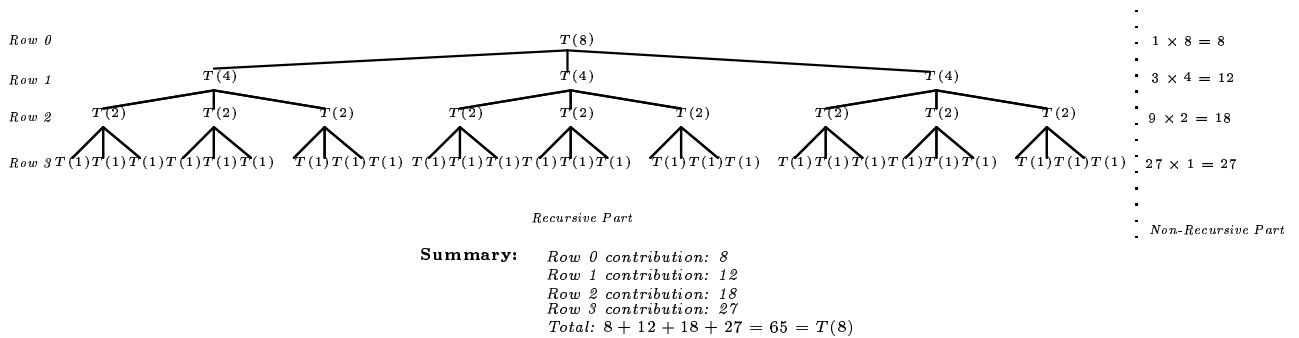 Row 0 T(8) 1 × 8 = 8
Row 1 T(4) T(4) T(4) 3 × 4 = 12
Row 2 T(2) T(2) T(2) T(2) T(2) T(2) T(2) T(2) T(2) 9 × 2 = 18
Row 3 T(1) T(1) T(1) T(1) T(1) T(1) T(1) T(1) T(1) T(1) T(1) T(1) T(1) T(1) T(1) T(1) T(1) T(1) T(1) T(1) T(1) T(1) T(1) T(1) T(1) T(1) T(1) 27 × 1 = 27
Recursive Part
Non-Recursive Part
Summary: Row 0 contribution: 8
Row 1 contribution: 12
Row 2 contribution: 18
Row 3 contribution: 27
Total: 8 + 12 + 18 + 27 = 65 = T(8)